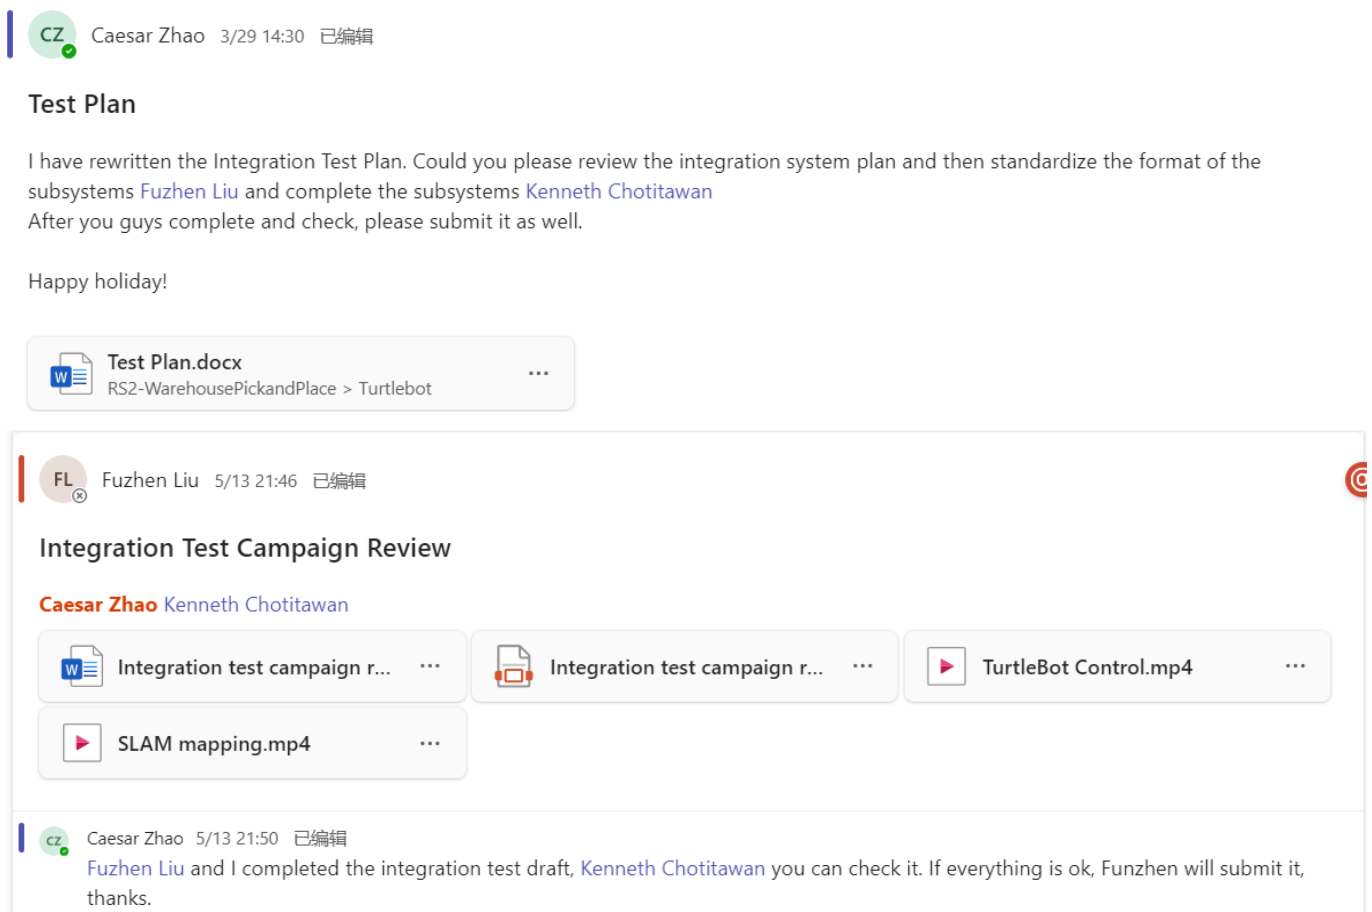 CZ Caesar Zhao 3/29 14:30 已编辑
Test Plan
I have rewritten the Integration Test Plan. Could you please review the integration system plan and then standardize the format of the
subsystems Fuzhen Liu and complete the subsystems Kenneth Chotitawan
After you guys complete and check, please submit it as well.
Happy holiday!
W Test Plan.docx ...
RS2-WarehousePickandPlace > Turtlebot
FL Fuzhen Liu 5/13 21:46 已编辑 @
Integration Test Campaign Review
Caesar Zhao Kenneth Chotitawan
W Integration test campaign r... ... Integration test campaign r... ... TurtleBot Control.mp4 ...
SLAM mapping.mp4 ...
CZ Caesar Zhao 5/13 21:50 已编辑
Fuzhen Liu and I completed the integration test draft, Kenneth Chotitawan you can check it. If everything is ok, Funzhen will submit it,
thanks.